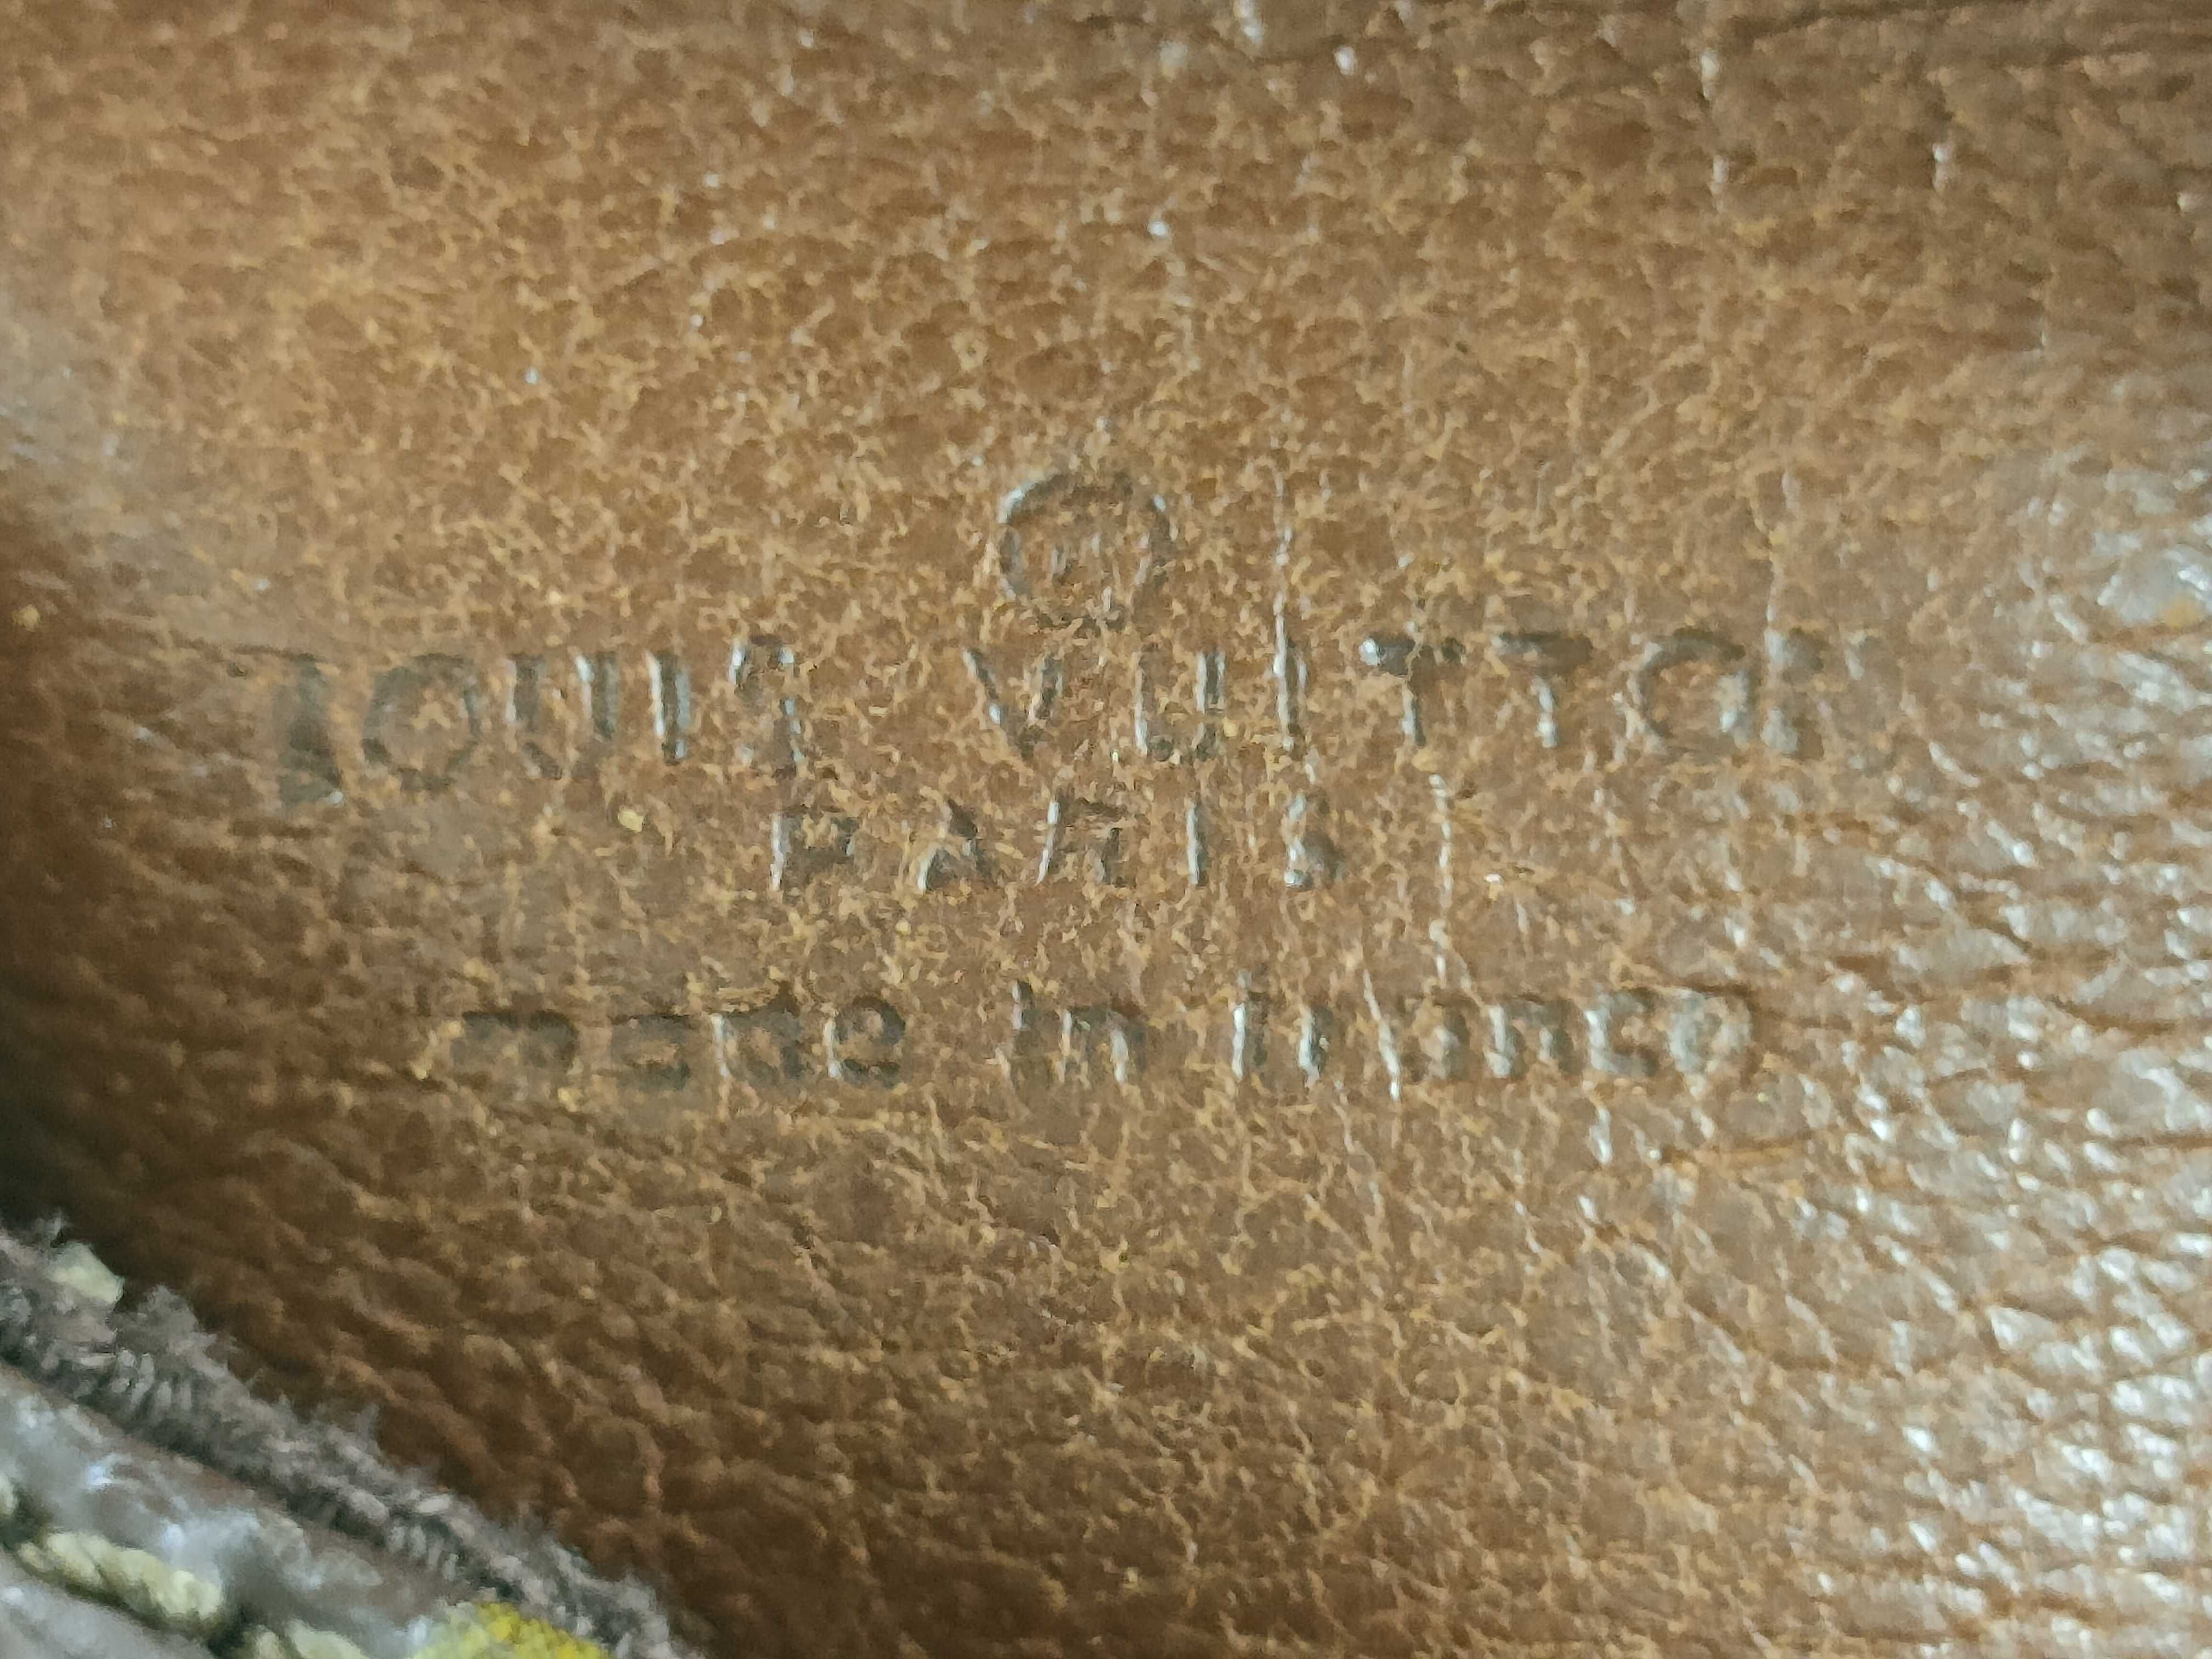 ®
LOUIS VUITTON
PARIS
made in France